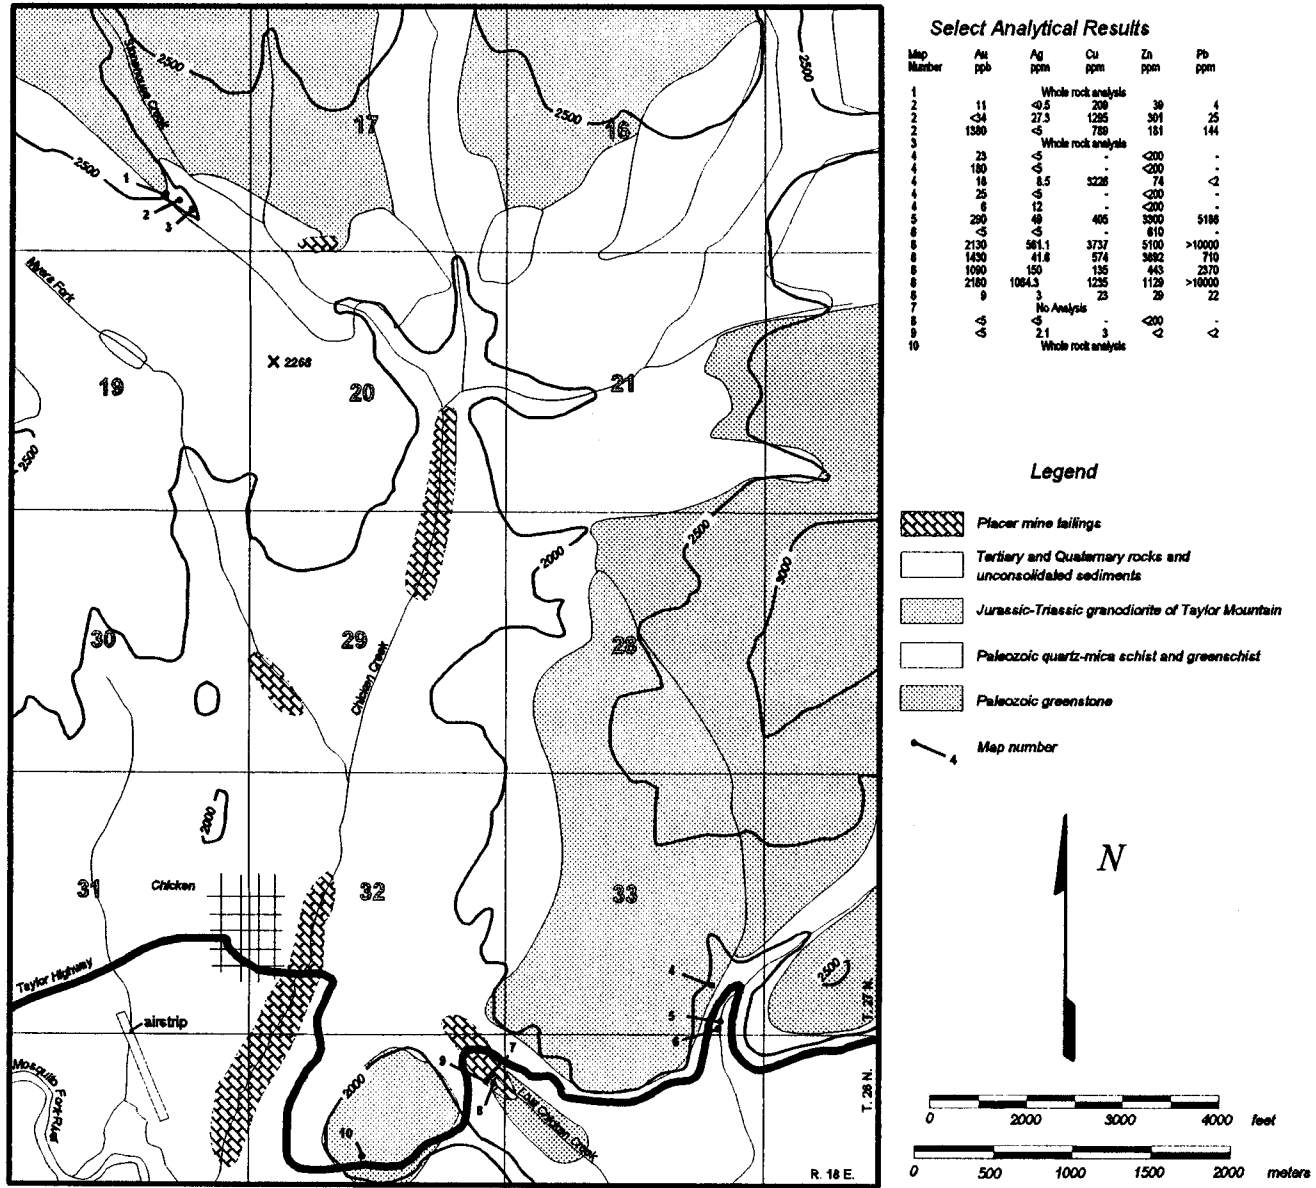 Select Analytical Results
Map Number Au ppb Ag ppm Cu ppm Zn ppm Pb ppm
1 Whole rock analysis
2 11 <0.5 209 39 4
2 <34 27.3 1295 301 25
2 1380 <5 789 181 144
3 Whole rock analysis
4 23 <5 - <200 -
4 180 <5 - <200 -
4 18 8.5 3226 74 <2
4 25 <5 - <200 -
4 6 12 - <200 -
5 290 49 405 3300 5186
6 <5 <5 - 610 -
6 2130 561.1 3737 5100 >10000
6 1430 41.6 574 3692 710
6 1090 150 135 443 2370
6 2180 1084.3 1235 1129 >10000
6 9 3 23 29 22
7 No Analysis
8 <5 <5 - <200 -
9 <5 2.1 3 <2 <2
10 Whole rock analysis
Legend
Placer mine tailings
Tertiary and Quaternary rocks and
unconsolidated sediments
Jurassic-Triassic granodiorite of Taylor Mountain
Paleozoic quartz-mica schist and greenschist
Paleozoic greenstone
Map number
4
N
0 2000 4000 feet
0 500 1000 1500 2000 meters
Stonehouse Creek
2500
17
2500
16
2500
2500
1
2
3
Myers Fork
X 2268
19
20
21
2500
2500
2000
3000
30
29
28
Chicken Creek
2000
31
Chicken
32
33
Taylor Highway
airstrip
Mosquito Fork River
4
5
6
2500
T. 27 N.
T. 26 N.
7
9
8
2000
Lost Chicken Creek
10
R. 18 E.